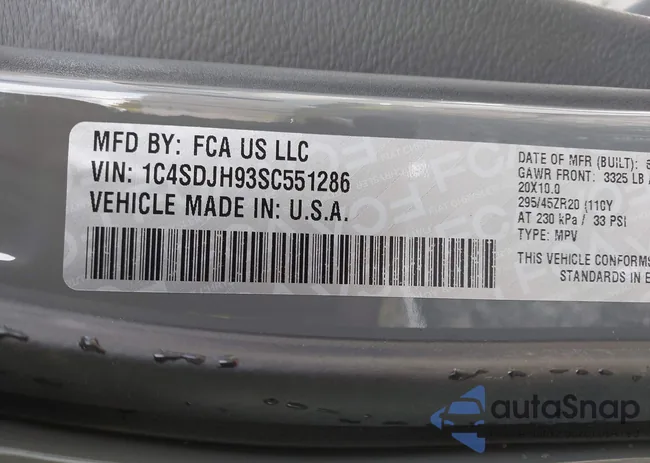 MFD BY: FCA US LLC
VIN: 1C4SDJH93SC551286
VEHICLE MADE IN: U.S.A.
DATE OF MFR (BUILT):
GAWR FRONT: 3325 LB
20X10.0
295/45ZR20 (110Y
AT 230 kPa / 33 PSI
TYPE: MPV
THIS VEHICLE CONFORMS
STANDARDS IN
autoSnap